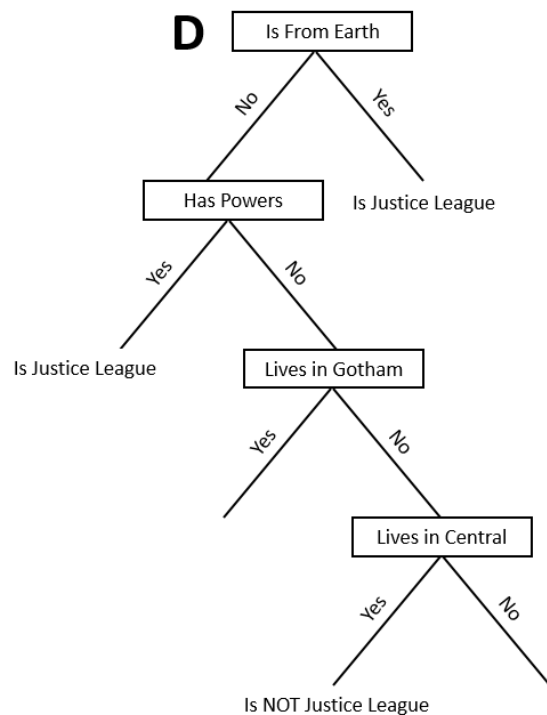 D
Is From Earth
No
Yes
Has Powers
Is Justice League
Yes
No
Is Justice League
Lives in Gotham
Yes
No
Lives in Central
Yes
No
Is NOT Justice League